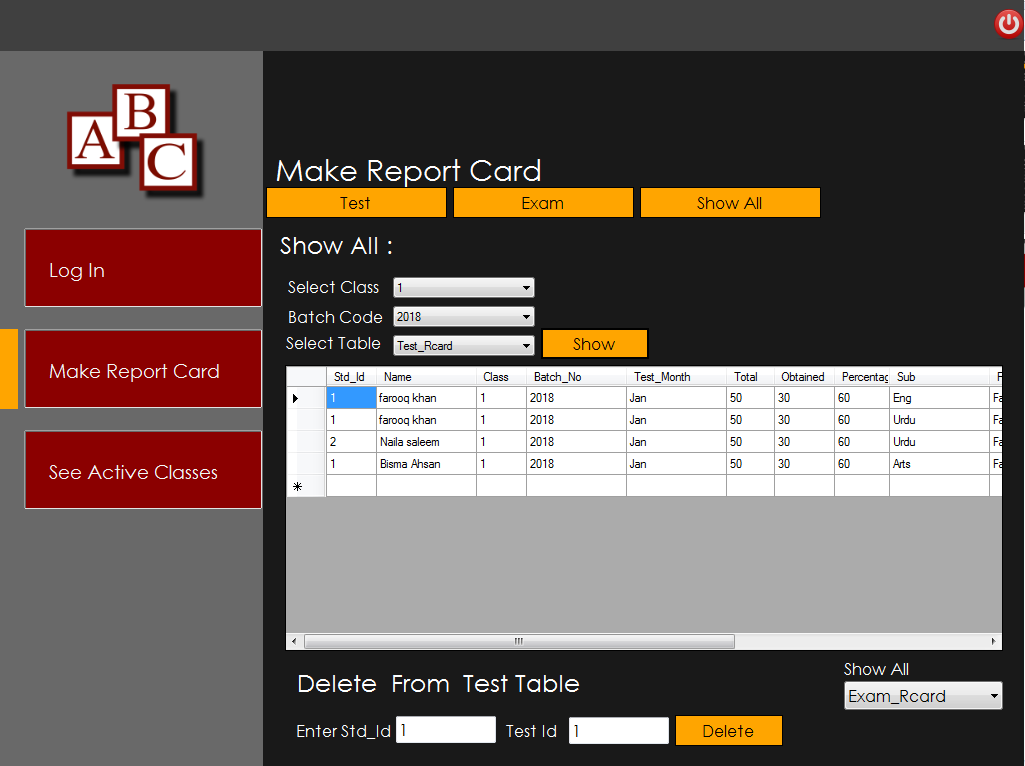 A B C
Log In
Make Report Card
See Active Classes
Make Report Card
Test Exam Show All
Show All :
Select Class 1
Batch Code 2018
Select Table Test_Rcard Show
Std_Id Name Class Batch_No Test_Month Total Obtained Percentag Sub F
1 farooq khan 1 2018 Jan 50 30 60 Eng Fa
1 farooq khan 1 2018 Jan 50 30 60 Urdu Fa
2 Naila saleem 1 2018 Jan 50 30 60 Urdu Fa
1 Bisma Ahsan 1 2018 Jan 50 30 60 Arts Fa
Delete From Test Table
Show All
Exam_Rcard
Enter Std_Id 1 Test Id 1 Delete